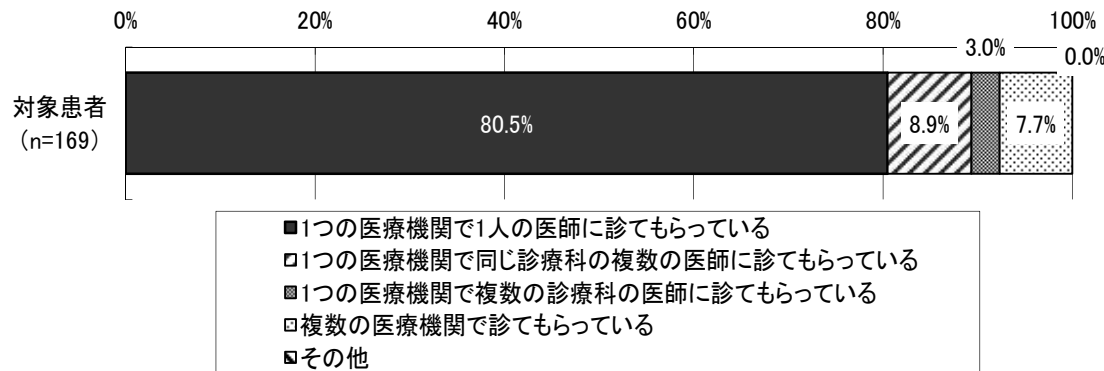 0% 20% 40% 60% 80% 100%
3.0%
0.0%
対象患者
(n=169)
80.5% 8.9% 7.7%
1つの医療機関で1人の医師に診てもらっている
1つの医療機関で同じ診療科の複数の医師に診てもらっている
1つの医療機関で複数の診療科の医師に診てもらっている
複数の医療機関で診てもらっている
その他